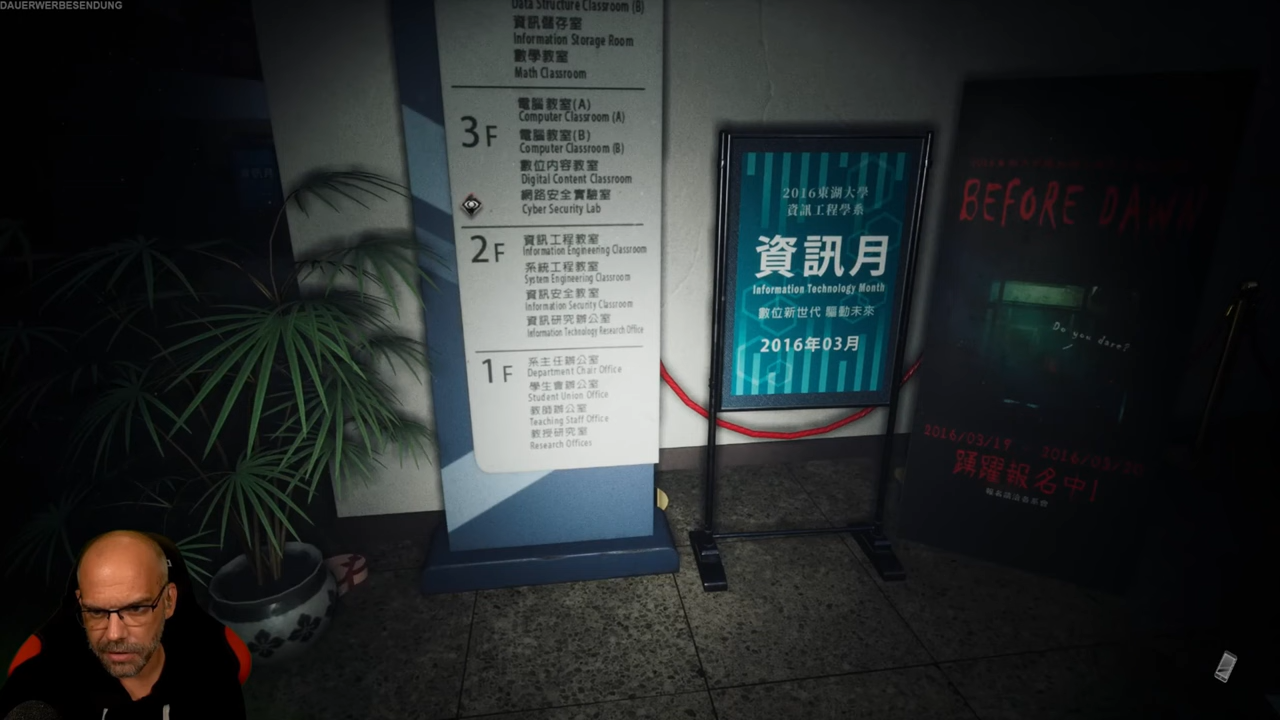 DAUERWERBESENDUNG
Data Structure Classroom (B)
資訊儲存室
Information Storage Room
數學教室
Math Classroom
3F
電腦教室(A)
Computer Classroom (A)
電腦教室(B)
Computer Classroom (B)
數位內容教室
Digital Content Classroom
網路安全實驗室
Cyber Security Lab
2F
資訊工程教室
Information Engineering Classroom
系統工程教室
System Engineering Classroom
資訊安全教室
Information Security Classroom
資訊研究辦公室
Information Technology Research Office
1F
系主任辦公室
Department Chair Office
學生會辦公室
Student Union Office
教師辦公室
Teaching Staff Office
教授研究室
Research Offices
2016東湖大學
資訊工程學系
資訊月
Information Technology Month
數位新世代 驅動未來
2016年03月
BEFORE DAWN
Do you dare?
2016/03/19
踴躍報名中!